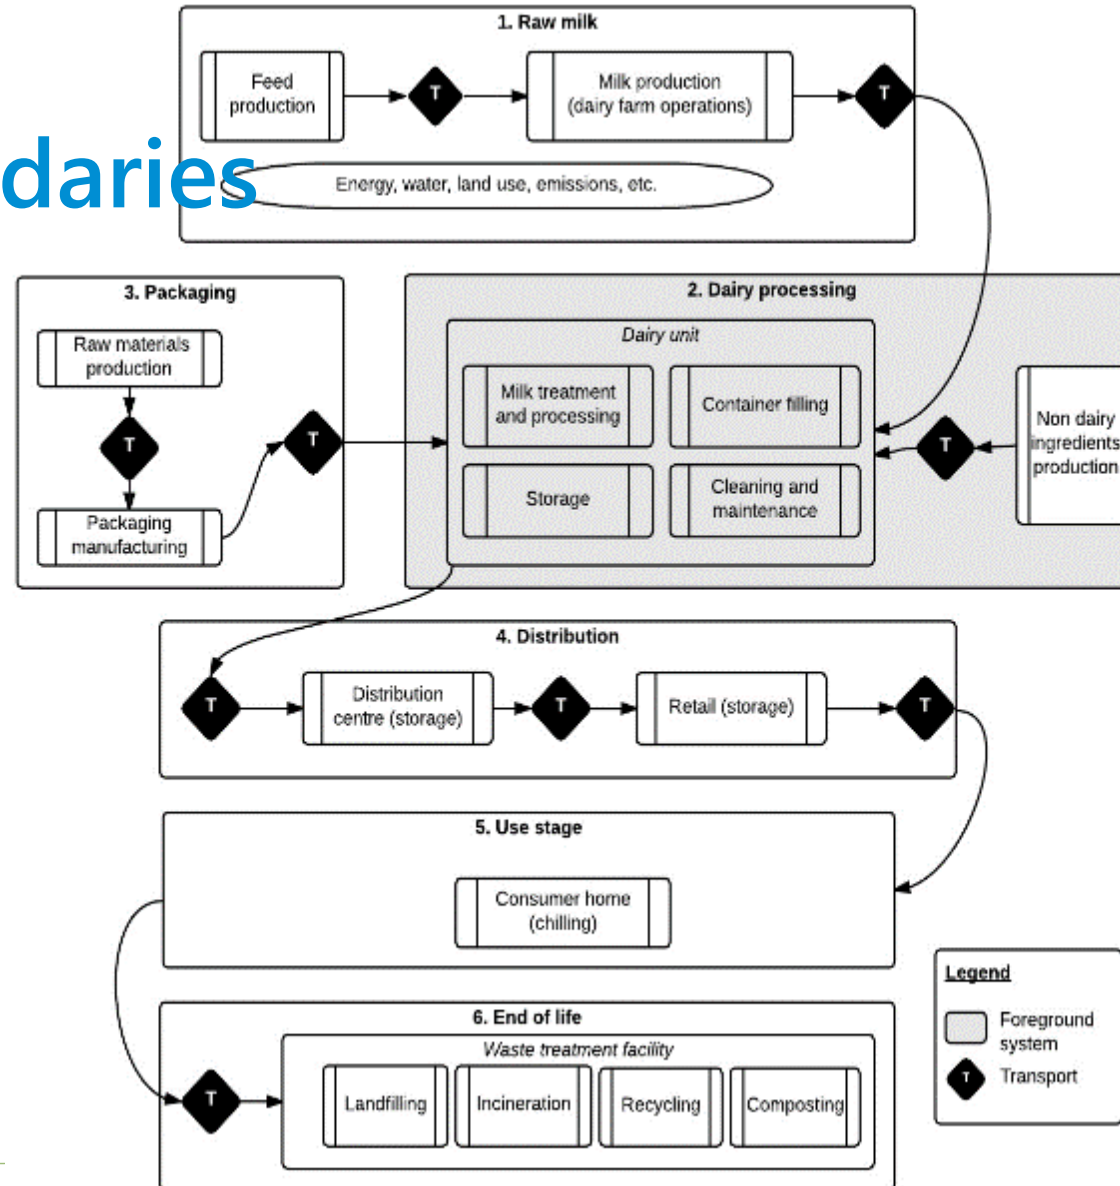 1. Raw milk
Feed
production
T
Milk production
(dairy farm operations)
T
daries
Energy, water, land use, emissions, etc.
3. Packaging
Raw materials
production
T
T
Packaging
manufacturing
2. Dairy processing
Dairy unit
Milk treatment
and processing
Container filling
Storage
Cleaning and
maintenance
T
Non dairy
ingredients
production
4. Distribution
T
Distribution
centre (storage)
T
Retail (storage)
T
5. Use stage
Consumer home
(chilling)
6. End of life
T
Waste treatment facility
Landfilling
Incineration
Recycling
Composting
Legend
Foreground
system
T
Transport